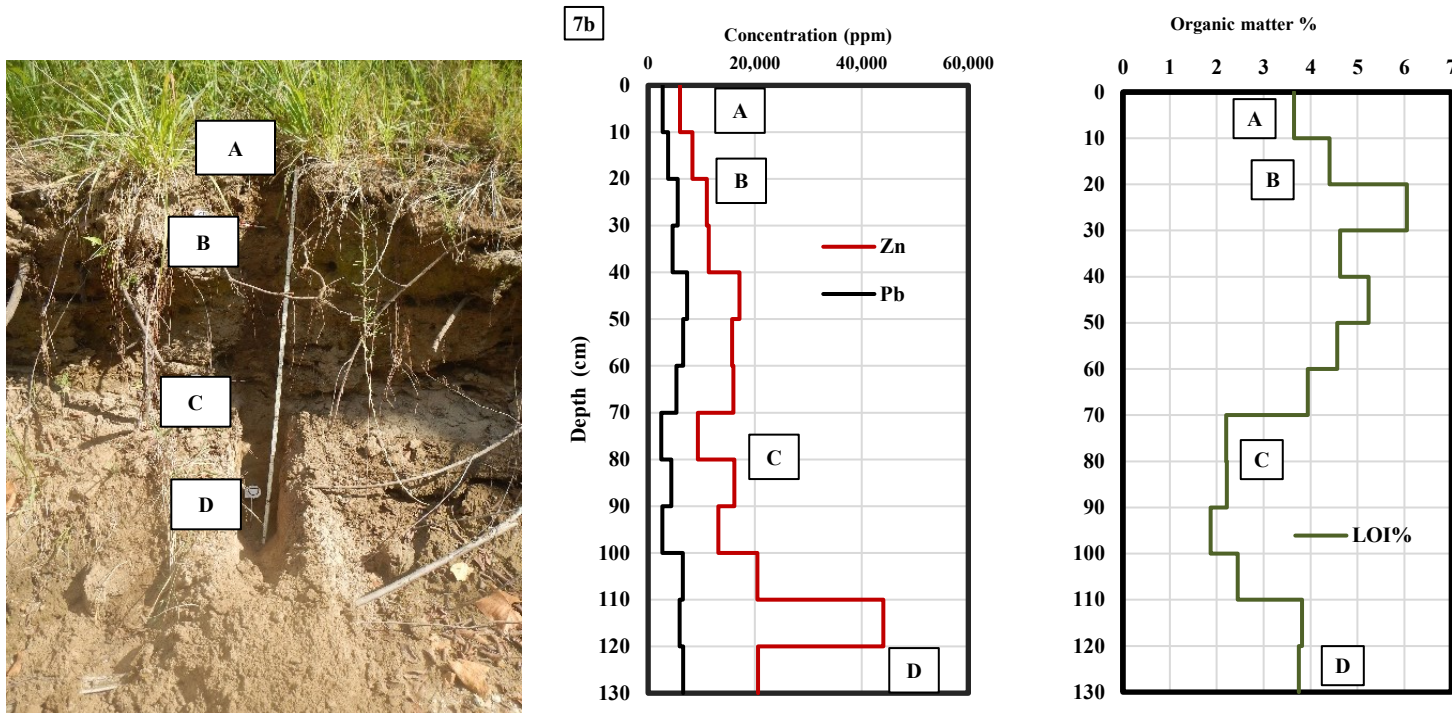 A
B
C
D
7b
Concentration (ppm)
0 20,000 40,000 60,000
Depth (cm)
0
10
20
30
40
50
60
70
80
90
100
110
120
130
A
B
Zn
Pb
C
D
Organic matter %
0 1 2 3 4 5 6 7
0
10
20
30
40
50
60
70
80
90
100
110
120
130
A
B
C
LOI%
D